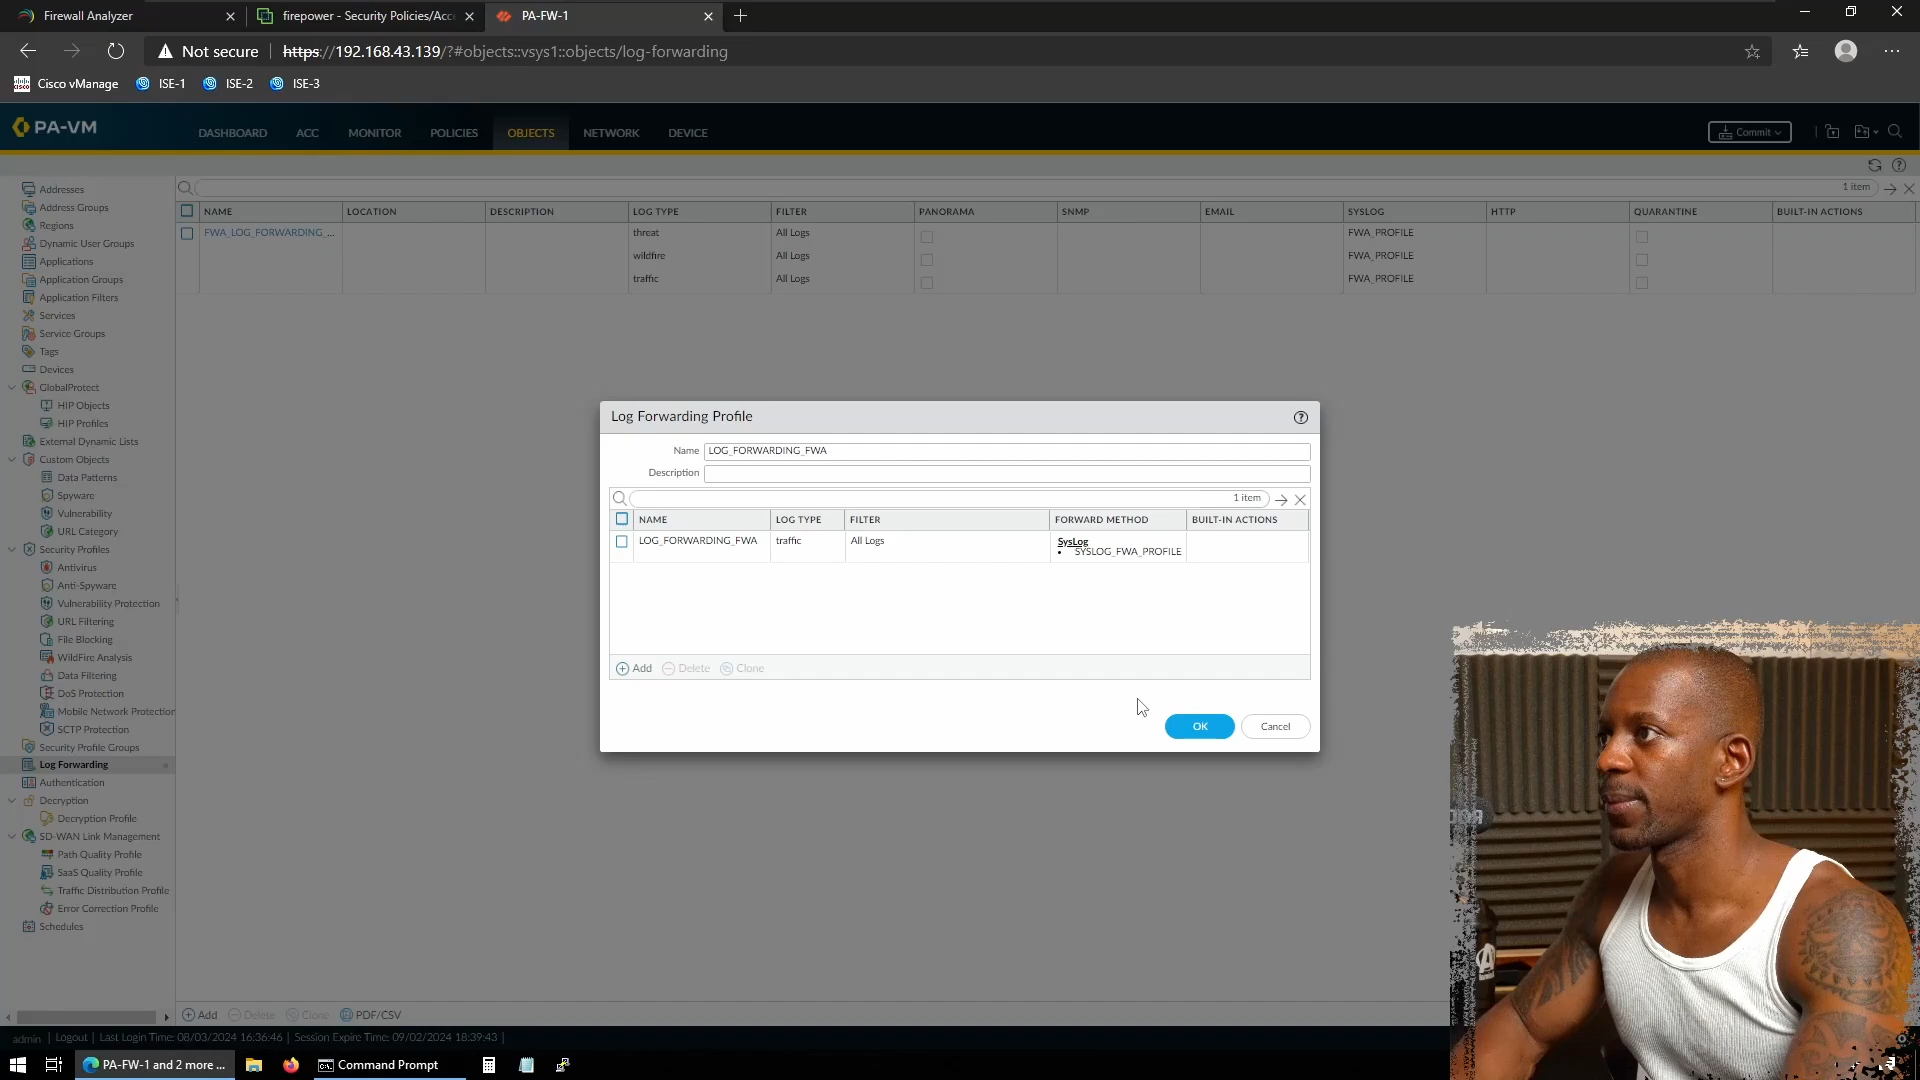 Firewall Analyzer
firepower - Security Policies/Acce
PA-FW-1
Not secure
https://192.168.43.139/?#objects::vsys1::objects/log-forwarding
Cisco vManage
ISE-1
ISE-2
ISE-3
PA-VM
DASHBOARD
ACC
MONITOR
POLICIES
OBJECTS
NETWORK
DEVICE
Commit
1 item
Addresses
Address Groups
Regions
Dynamic User Groups
Applications
Application Groups
Application Filters
Services
Service Groups
Tags
Devices
GlobalProtect
HIP Objects
HIP Profiles
External Dynamic Lists
Custom Objects
Data Patterns
Spyware
Vulnerability
URL Category
Security Profiles
Antivirus
Anti-Spyware
Vulnerability Protection
URL Filtering
File Blocking
WildFire Analysis
Data Filtering
DoS Protection
Mobile Network Protection
SCTP Protection
Security Profile Groups
Log Forwarding
Authentication
Decryption
Decryption Profile
SD-WAN Link Management
Path Quality Profile
SaaS Quality Profile
Traffic Distribution Profile
Error Correction Profile
Schedules
NAME LOCATION DESCRIPTION LOG TYPE FILTER PANORAMA SNMP EMAIL SYSLOG HTTP QUARANTINE BUILT-IN ACTIONS
FWA_LOG_FORWARDING_... threat All Logs FWA_PROFILE
wildfire All Logs FWA_PROFILE
traffic All Logs FWA_PROFILE
Log Forwarding Profile
Name LOG_FORWARDING_FWA
Description
1 item
NAME LOG TYPE FILTER FORWARD METHOD BUILT-IN ACTIONS
LOG_FORWARDING_FWA traffic All Logs SysLog
• SYSLOG_FWA_PROFILE
Add Delete Clone
OK Cancel
Add Delete Clone PDF/CSV
admin | Logout | Last Login Time: 08/03/2024 16:36:46 | Session Expire Time: 09/02/2024 18:39:43 |
PA-FW-1 and 2 more ...
Command Prompt